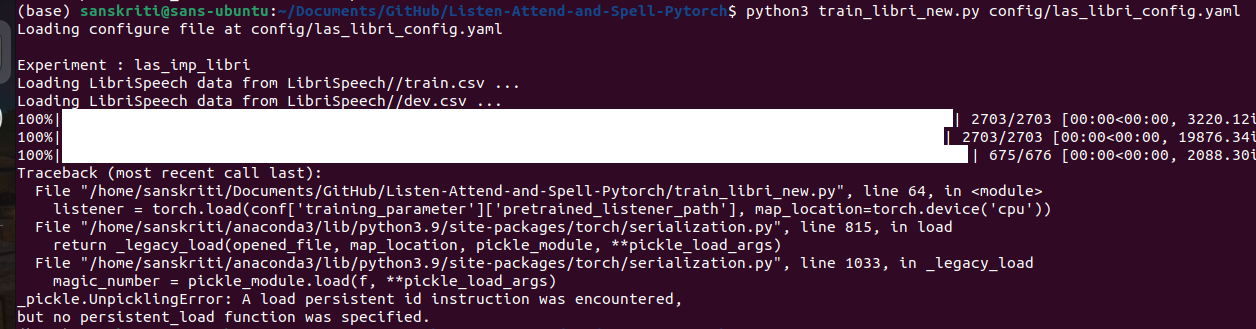 (base) sanskriti@sans-ubuntu:~/Documents/GitHub/Listen-Attend-and-Spell-Pytorch$ python3 train_libri_new.py config/las_libri_config.yaml
Loading configure file at config/las_libri_config.yaml
Experiment : las_imp_libri
Loading LibriSpeech data from LibriSpeech//train.csv ...
Loading LibriSpeech data from LibriSpeech//dev.csv ...
100%| | 2703/2703 [00:00<00:00, 3220.12i
100%| | 2703/2703 [00:00<00:00, 19876.34i
100%| | 675/676 [00:00<00:00, 2088.30i
Traceback (most recent call last):
  File "/home/sanskriti/Documents/GitHub/Listen-Attend-and-Spell-Pytorch/train_libri_new.py", line 64, in <module>
    listener = torch.load(conf['training_parameter']['pretrained_listener_path'], map_location=torch.device('cpu'))
  File "/home/sanskriti/anaconda3/lib/python3.9/site-packages/torch/serialization.py", line 815, in load
    return _legacy_load(opened_file, map_location, pickle_module, **pickle_load_args)
  File "/home/sanskriti/anaconda3/lib/python3.9/site-packages/torch/serialization.py", line 1033, in _legacy_load
    magic_number = pickle_module.load(f, **pickle_load_args)
_pickle.UnpicklingError: A load persistent id instruction was encountered,
but no persistent_load function was specified.